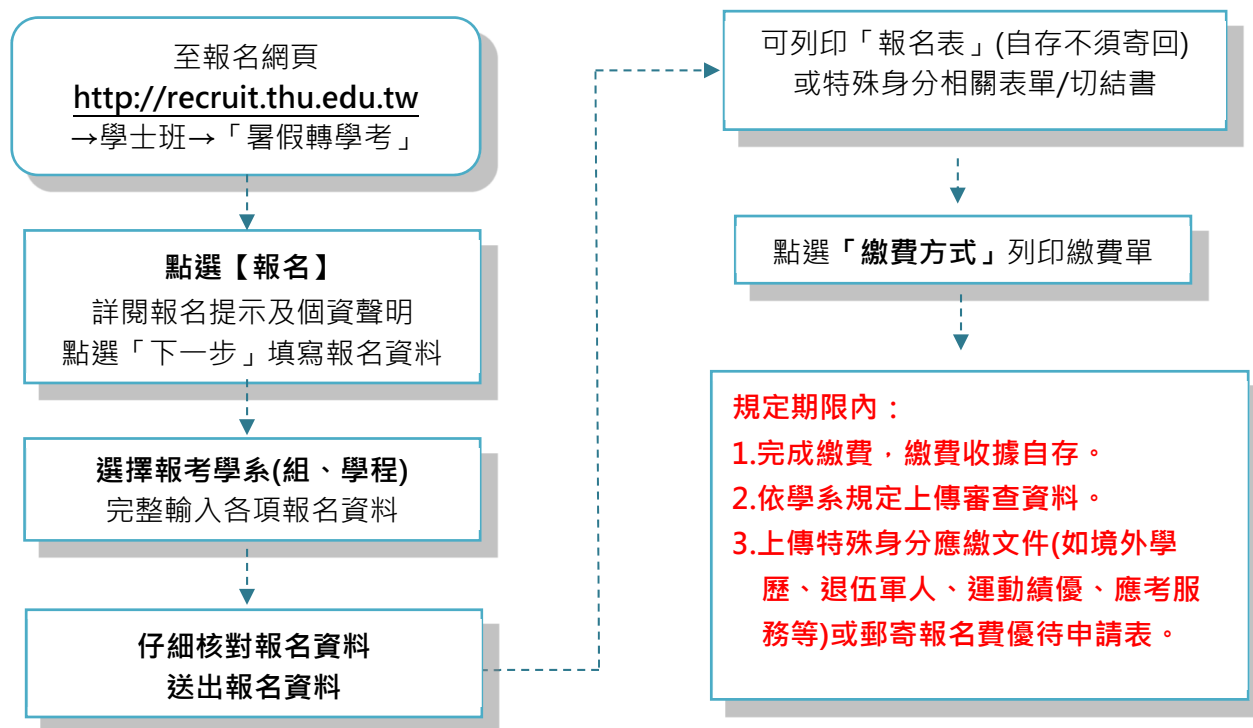 至報名網頁
http://recruit.thu.edu.tw
→學士班→「暑假轉學考」
點選【報名】
詳閱報名提示及個資聲明
點選「下一步」填寫報名資料
選擇報考學系(組、學程)
完整輸入各項報名資料
仔細核對報名資料
送出報名資料
可列印「報名表」(自存不須寄回)
或特殊身分相關表單/切結書
點選「繳費方式」列印繳費單
規定期限內：
1.完成繳費，繳費收據自存。
2.依學系規定上傳審查資料。
3.上傳特殊身分應繳文件(如境外學
歷、退伍軍人、運動績優、應考服
務等)或郵寄報名費優待申請表。